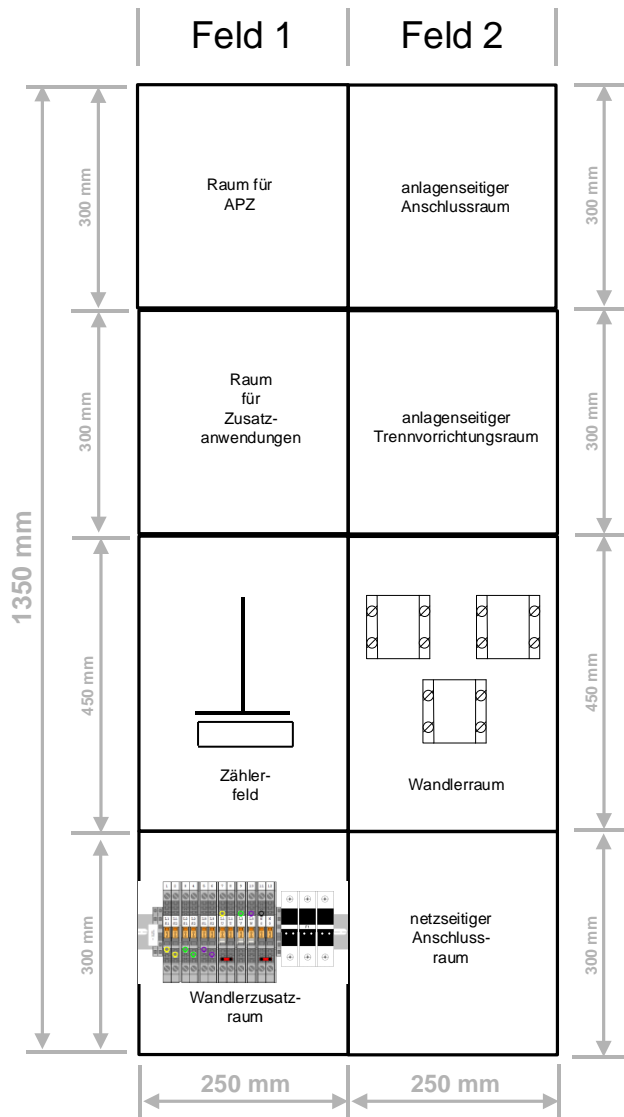 Feld 1 Feld 2
300 mm
Raum für
APZ
anlagenseitiger
Anschlussraum
300 mm
300 mm
Raum
für
Zusatz-
anwendungen
anlagenseitiger
Trennvorrichtungsraum
300 mm
1350 mm
450 mm
Zähler-
feld
Wandlerraum
450 mm
300 mm
Wandlerzusatz-
raum
netzseitiger
Anschluss-
raum
300 mm
250 mm 250 mm